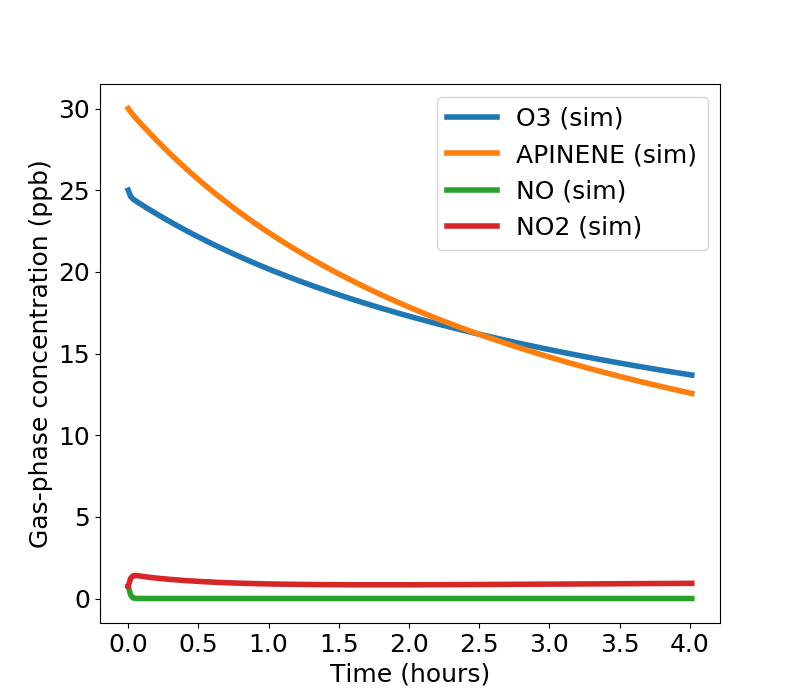 O3 (sim)
APINENE (sim)
NO (sim)
NO2 (sim)
Gas-phase concentration (ppb)
30
25
20
15
10
5
0
0.0 0.5 1.0 1.5 2.0 2.5 3.0 3.5 4.0
Time (hours)